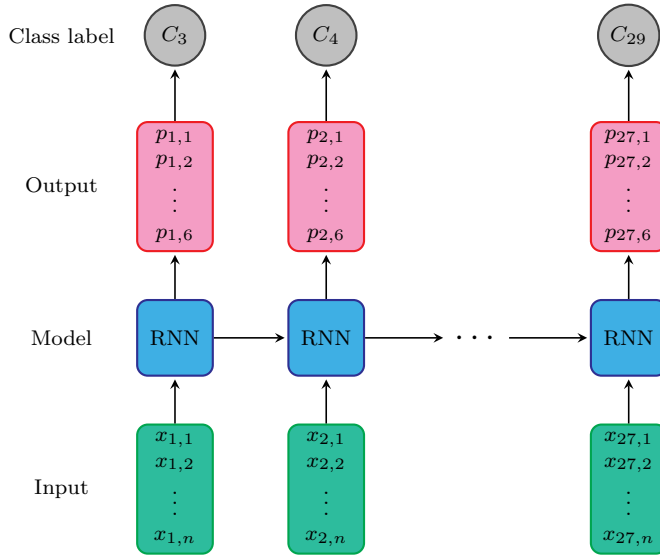 Class label C₃ C₄ C₂₉
p₁,₁ p₂,₁ p₂₇,₁
p₁,₂ p₂,₂ p₂₇,₂
Output ⋮ ⋮ ⋮
p₁,₆ p₂,₆ p₂₇,₆
Model RNN RNN · · · RNN
x₁,₁ x₂,₁ x₂₇,₁
x₁,₂ x₂,₂ x₂₇,₂
Input ⋮ ⋮ ⋮
x₁,ₙ x₂,ₙ x₂₇,ₙ